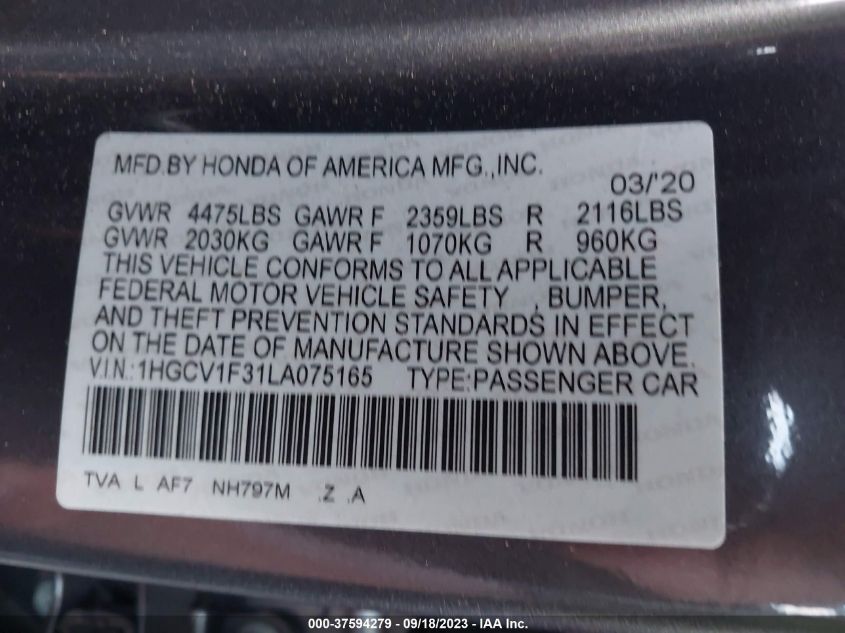 MFD.BY HONDA OF AMERICA MFG.,INC.
03/'20
GVWR 4475LBS GAWR F 2359LBS R 2116LBS
GVWR 2030KG GAWR F 1070KG R 960KG
THIS VEHICLE CONFORMS TO ALL APPLICABLE
FEDERAL MOTOR VEHICLE SAFETY , BUMPER,
AND THEFT PREVENTION STANDARDS IN EFFECT
ON THE DATE OF MANUFACTURE SHOWN ABOVE.
V.I.N.:1HGCV1F31LA075165 TYPE:PASSENGER CAR
TVA L AF7 NH797M .Z .A
000-37594279 - 09/18/2023 - IAA Inc.